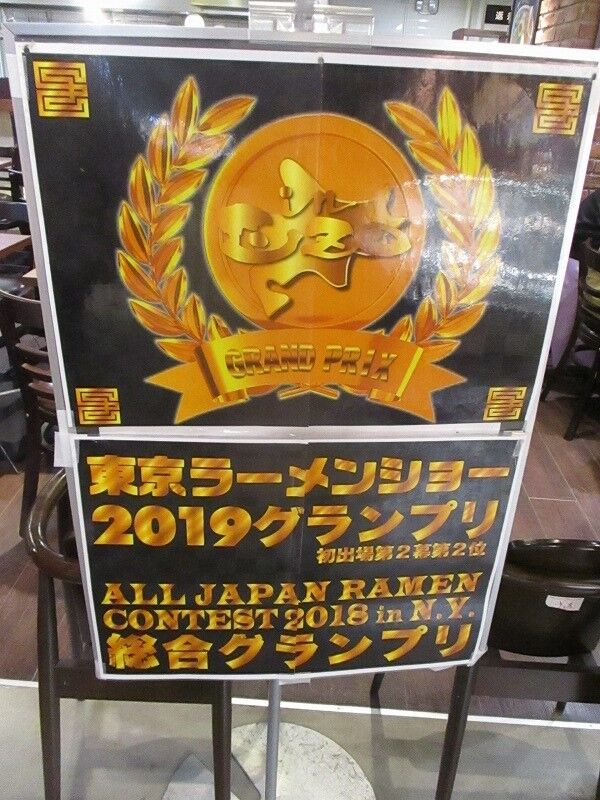 GRAND PRIX
東京ラーメンショー
2019グランプリ
初出場第2幕第2位
ALL JAPAN RAMEN
CONTEST 2018 in N.Y.
総合グランプリ